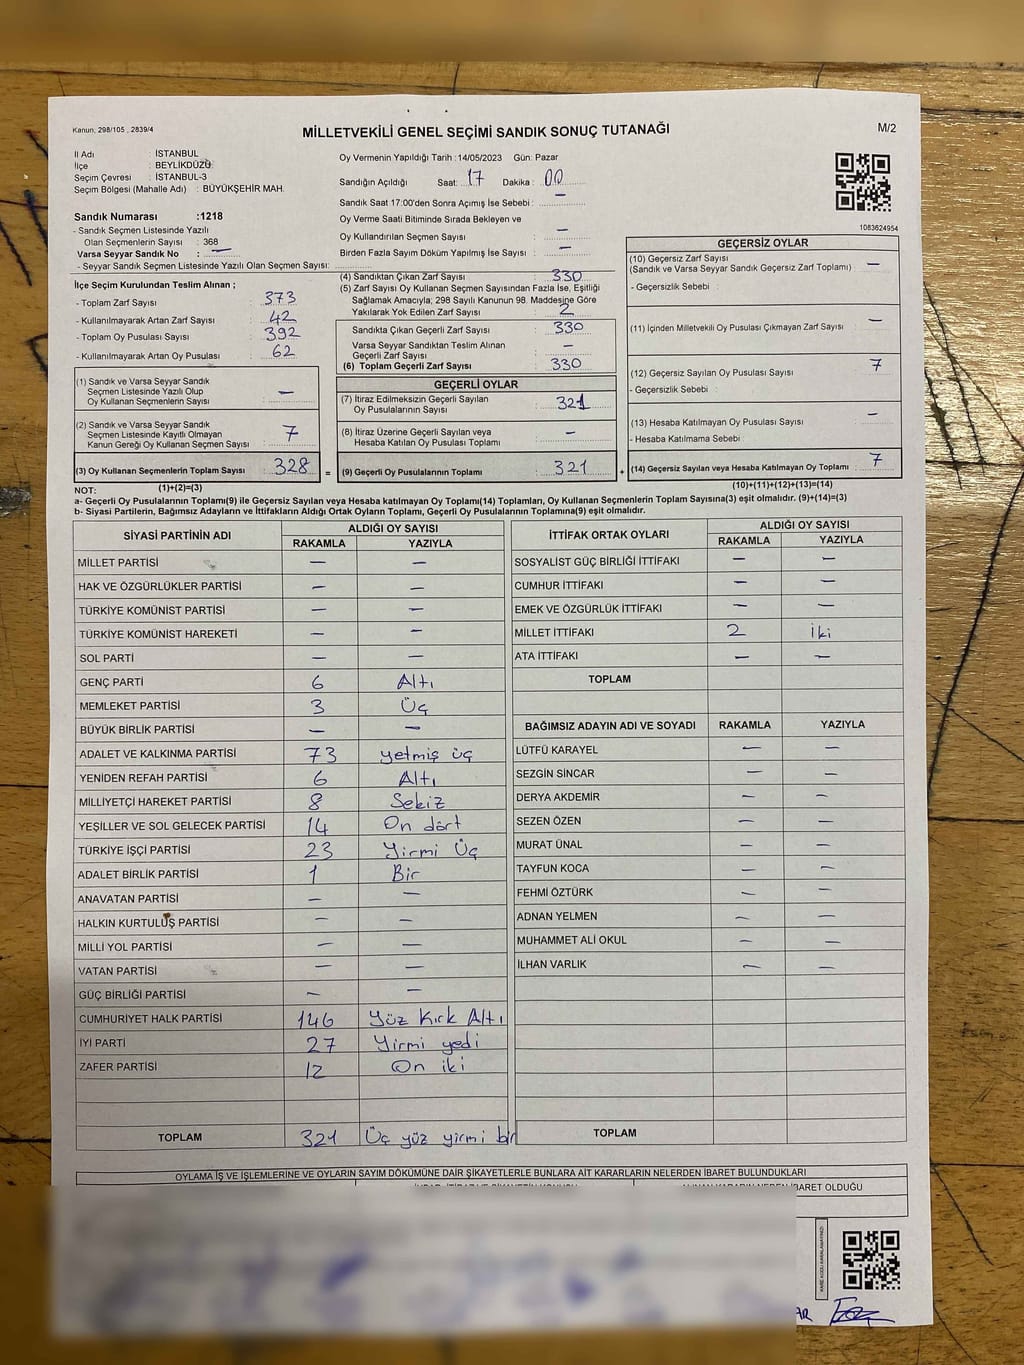 Kanun, 298/105 , 2839/4
MİLLETVEKİLİ GENEL SEÇİMİ SANDIK SONUÇ TUTANAĞI
M/2
İl Adı : İSTANBUL
İlçe : BEYLİKDÜZÜ
Seçim Çevresi : İSTANBUL-3
Seçim Bölgesi (Mahalle Adı) : BÜYÜKŞEHİR MAH.
Sandık Numarası :1218
- Sandık Seçmen Listesinde Yazılı
Olan Seçmenlerin Sayısı : 368
Varsa Seyyar Sandık No : —
- Seyyar Sandık Seçmen Listesinde Yazılı Olan Seçmen Sayısı:
Oy Vermenin Yapıldığı Tarih :14/05/2023 Gün: Pazar
Sandığın Açıldığı Saat: 17 Dakika : 00
Sandık Saat 17:00'den Sonra Açımış İse Sebebi : —
Oy Verme Saati Bitiminde Sırada Bekleyen ve
Oy Kullandırılan Seçmen Sayısı : —
Birden Fazla Sayım Döküm Yapılmış İse Sayısı : —
1083624954
İlçe Seçim Kurulundan Teslim Alınan ;
- Toplam Zarf Sayısı : 373
- Kullanılmayarak Artan Zarf Sayısı : 42
- Toplam Oy Pusulası Sayısı : 392
- Kullanılmayarak Artan Oy Pusulası : 62
(4) Sandıktan Çıkan Zarf Sayısı : 330
(5) Zarf Sayısı Oy Kullanan Seçmen Sayısından Fazla İse, Eşitliği
Sağlamak Amacıyla; 298 Sayılı Kanunun 98. Maddesine Göre
Yakılarak Yok Edilen Zarf Sayısı : 2
Sandıkta Çıkan Geçerli Zarf Sayısı : 330
Varsa Seyyar Sandıktan Teslim Alınan
Geçerli Zarf Sayısı : —
(6) Toplam Geçerli Zarf Sayısı : 330
GEÇERSİZ OYLAR
(10) Geçersiz Zarf Sayısı
(Sandık ve Varsa Seyyar Sandık Geçersiz Zarf Toplamı) : —
- Geçersizlik Sebebi :
(11) İçinden Milletvekili Oy Pusulası Çıkmayan Zarf Sayısı : —
(12) Geçersiz Sayılan Oy Pusulası Sayısı : 7
- Geçersizlik Sebebi :
(13) Hesaba Katılmayan Oy Pusulası Sayısı : —
- Hesaba Katılmama Sebebi :
(14) Geçersiz Sayılan veya Hesaba Katılmayan Oy Toplamı : 7
(10)+(11)+(12)+(13)=(14)
(1) Sandık ve Varsa Seyyar Sandık
Seçmen Listesinde Yazılı Olup
Oy Kullanan Seçmenlerin Sayısı : —
(2) Sandık ve Varsa Seyyar Sandık
Seçmen Listesinde Kayıtlı Olmayan
Kanun Gereği Oy Kullanan Seçmen Sayısı : 7
(3) Oy Kullanan Seçmenlerin Toplam Sayısı : 328 =
(1)+(2)=(3)
GEÇERLİ OYLAR
(7) İtiraz Edilmeksizin Geçerli Sayılan
Oy Pusulalarının Sayısı : 321
(8) İtiraz Üzerine Geçerli Sayılan veya
Hesaba Katılan Oy Pusulası Toplamı : —
(9) Geçerli Oy Pusulalarının Toplamı : 321 +
NOT:
a- Geçerli Oy Pusulalarının Toplamı(9) ile Geçersiz Sayılan veya Hesaba katılmayan Oy Toplamı(14) Toplamları, Oy Kullanan Seçmenlerin Toplam Sayısına(3) eşit olmalıdır. (9)+(14)=(3)
b- Siyasi Partilerin, Bağımsız Adayların ve İttifakların Aldığı Ortak Oyların Toplamı, Geçerli Oy Pusulalarının Toplamına(9) eşit olmalıdır.
SİYASİ PARTİNİN ADI ALDIĞI OY SAYISI
RAKAMLA YAZIYLA
MİLLET PARTİSİ — —
HAK VE ÖZGÜRLÜKLER PARTİSİ — —
TÜRKİYE KOMÜNİST PARTİSİ — —
TÜRKİYE KOMÜNİST HAREKETİ — —
SOL PARTİ — —
GENÇ PARTİ 6 Altı
MEMLEKET PARTİSİ 3 Üç
BÜYÜK BİRLİK PARTİSİ — —
ADALET VE KALKINMA PARTİSİ 73 yetmiş üç
YENİDEN REFAH PARTİSİ 6 Altı
MİLLİYETÇİ HAREKET PARTİSİ 8 Sekiz
YEŞİLLER VE SOL GELECEK PARTİSİ 14 On dört
TÜRKİYE İŞÇİ PARTİSİ 23 Yirmi Üç
ADALET BİRLİK PARTİSİ 1 Bir
ANAVATAN PARTİSİ — —
HALKIN KURTULUŞ PARTİSİ — —
MİLLİ YOL PARTİSİ — —
VATAN PARTİSİ — —
GÜÇ BİRLİĞİ PARTİSİ — —
CUMHURİYET HALK PARTİSİ 146 Yüz Kırk Altı
İYİ PARTİ 27 Yirmi yedi
ZAFER PARTİSİ 12 On iki
TOPLAM 321 Üç yüz yirmi bir
İTTİFAK ORTAK OYLARI ALDIĞI OY SAYISI
RAKAMLA YAZIYLA
SOSYALİST GÜÇ BİRLİĞİ İTTİFAKI — —
CUMHUR İTTİFAKI — —
EMEK VE ÖZGÜRLÜK İTTİFAKI — —
MİLLET İTTİFAKI 2 İki
ATA İTTİFAKI — —
TOPLAM
BAĞIMSIZ ADAYIN ADI VE SOYADI RAKAMLA YAZIYLA
LÜTFÜ KARAYEL — —
SEZGİN SİNCAR — —
DERYA AKDEMİR — —
SEZEN ÖZEN — —
MURAT ÜNAL — —
TAYFUN KOCA — —
FEHMİ ÖZTÜRK — —
ADNAN YELMEN — —
MUHAMMET ALİ OKUL — —
İLHAN VARLIK — —
TOPLAM
OYLAMA İŞ VE İŞLEMLERİNE VE OYLARIN SAYIM DÖKÜMÜNE DAİR ŞİKAYETLERLE BUNLARA AİT KARARLARIN NELERDEN İBARET BULUNDUKLARI
İBARET OLDUĞU